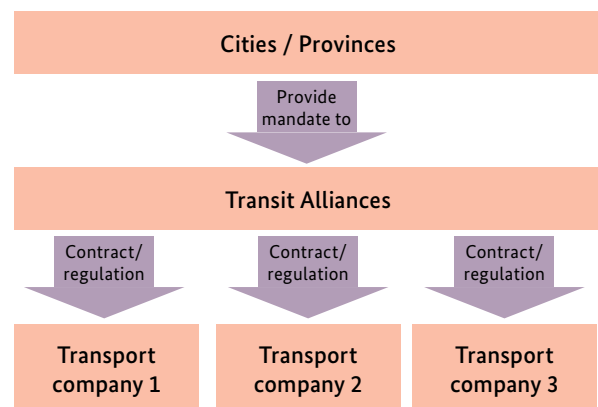 Cities / Provinces
Provide
mandate to
Transit Alliances
Contract/
regulation
Contract/
regulation
Contract/
regulation
Transport
company 1
Transport
company 2
Transport
company 3